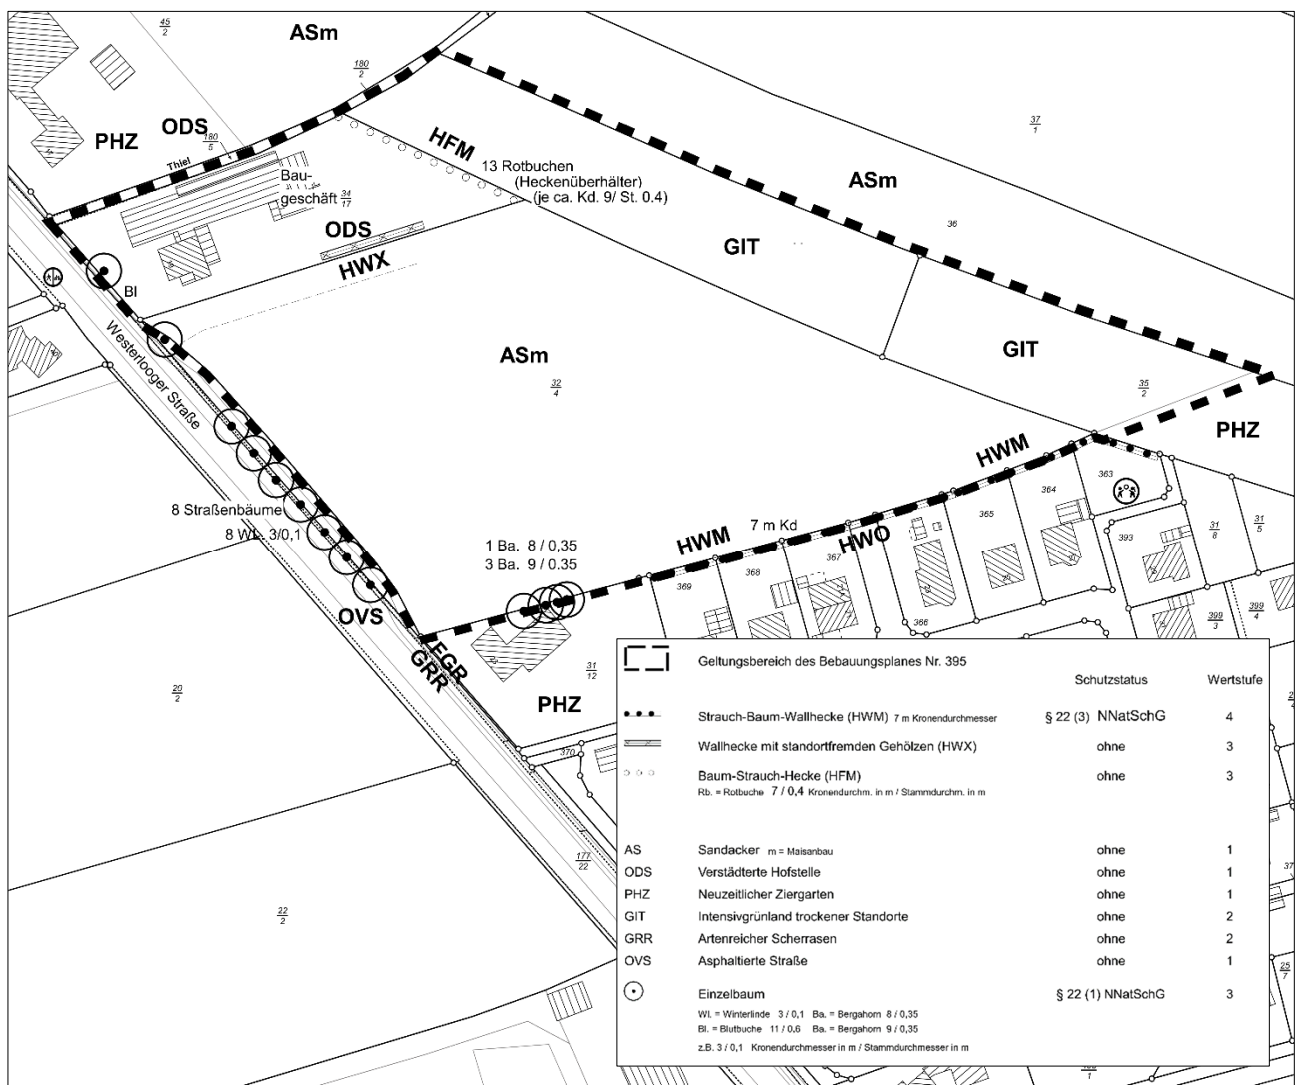 45
2
ASm
180
2
37
1
ODS
PHZ
180
5
HFM
Thiel
13 Rotbuchen
(Heckenüberhälter)
(je ca. Kd. 9/ St. 0.4)
ASm
Bau-
geschäft 34
17
36
ODS
GIT
HWX
Bl
Westerlooger Straße
ASm
GIT
32
4
35
2
PHZ
HWM
363
364
8 Straßenbäume
8 WL. 3/0,1
7 m Kd
365
HWM
HWO
393
31
8
31
5
1 Ba. 8 / 0,35
3 Ba. 9 / 0.35
367
368
369
OVS
366
399
3
399
4
FGR
GRR
31
12
PHZ
20
2
370
177
22
22
2
Geltungsbereich des Bebauungsplanes Nr. 395
Schutzstatus Wertstufe
Strauch-Baum-Wallhecke (HWM) 7 m Kronendurchmesser § 22 (3) NNatSchG 4
Wallhecke mit standortfremden Gehölzen (HWX) ohne 3
Baum-Strauch-Hecke (HFM) ohne 3
Rb. = Rotbuche 7 / 0,4 Kronendurchm. in m / Stammdurchm. in m
AS Sandacker m = Maisanbau ohne 1
ODS Verstädterte Hofstelle ohne 1
PHZ Neuzeitlicher Ziergarten ohne 1
GIT Intensivgrünland trockener Standorte ohne 2
GRR Artenreicher Scherrasen ohne 2
OVS Asphaltierte Straße ohne 1
Einzelbaum § 22 (1) NNatSchG 3
WI. = Winterlinde 3 / 0,1 Ba. = Bergahorn 8 / 0,35
Bl. = Blutbuche 11 / 0.6 Ba. = Bergahorn 9 / 0,35
z.B. 3 / 0,1 Kronendurchmesser in m / Stammdurchmesser in m
25
7